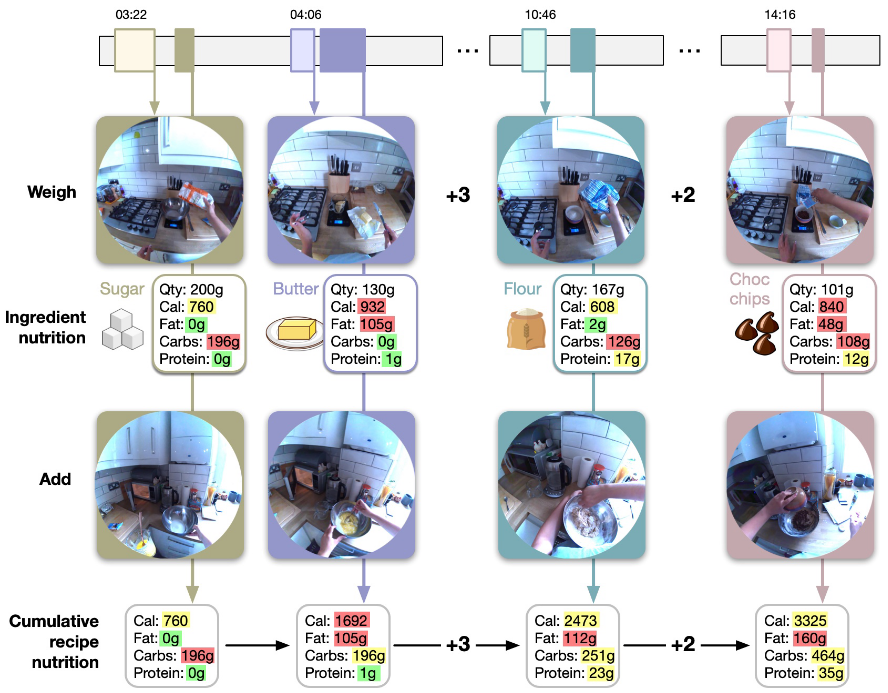 03:22
04:06
10:46
14:16
...
...
Weigh
+3
+2
Ingredient
nutrition
Sugar
Qty: 200g
Cal: 760
Fat: 0g
Carbs: 196g
Protein: 0g
Butter
Qty: 130g
Cal: 932
Fat: 105g
Carbs: 0g
Protein: 1g
Flour
Qty: 167g
Cal: 608
Fat: 2g
Carbs: 126g
Protein: 17g
Choc
chips
Qty: 101g
Cal: 840
Fat: 48g
Carbs: 108g
Protein: 12g
Add
Cumulative
recipe
nutrition
Cal: 760
Fat: 0g
Carbs: 196g
Protein: 0g
Cal: 1692
Fat: 105g
Carbs: 196g
Protein: 1g
+3
Cal: 2473
Fat: 112g
Carbs: 251g
Protein: 23g
+2
Cal: 3325
Fat: 160g
Carbs: 464g
Protein: 35g